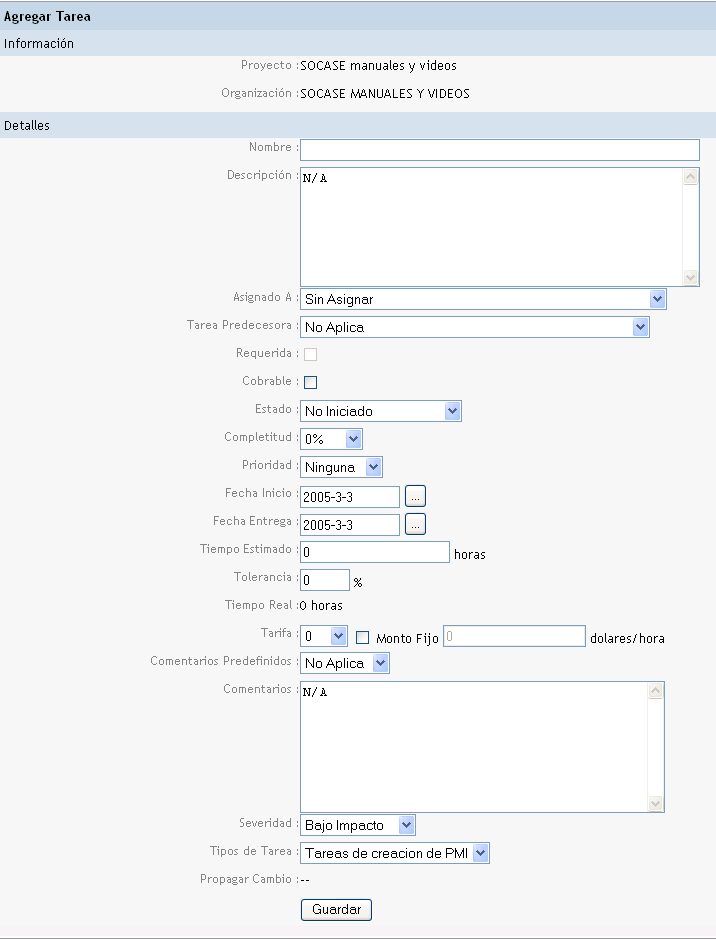 Agregar Tarea
Información
Proyecto :SOCASE manuales y videos
Organización :SOCASE MANUALES Y VIDEOS
Detalles
Nombre :
Descripción : N/A
Asignado A : Sin Asignar
Tarea Predecesora : No Aplica
Requerida :
Cobrable :
Estado : No Iniciado
Completitud : 0%
Prioridad : Ninguna
Fecha Inicio : 2005-3-3 ...
Fecha Entrega : 2005-3-3 ...
Tiempo Estimado : 0 horas
Tolerancia : 0 %
Tiempo Real :0 horas
Tarifa : 0 Monto Fijo 0 dolares/hora
Comentarios Predefinidos : No Aplica
Comentarios : N/A
Severidad : Bajo Impacto
Tipos de Tarea : Tareas de creacion de PMI
Propagar Cambio :--
Guardar